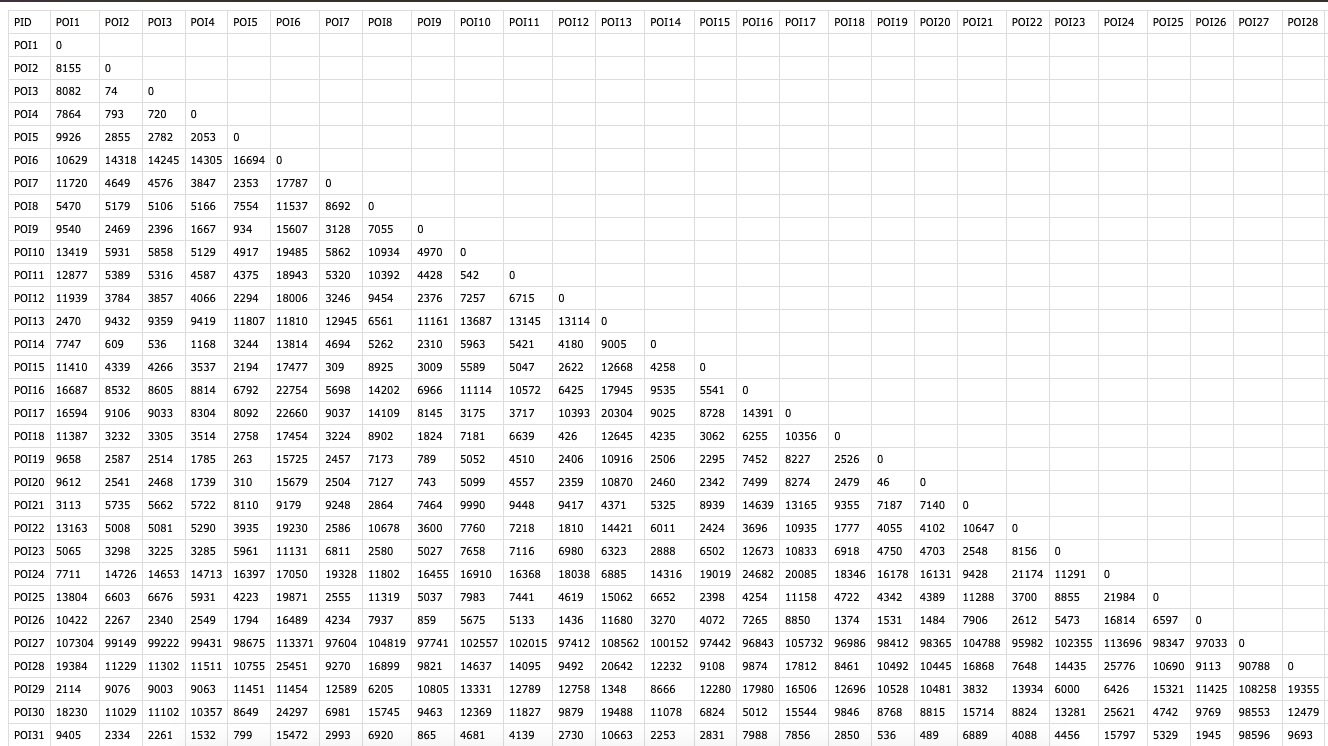 PID POI1 POI2 POI3 POI4 POI5 POI6 POI7 POI8 POI9 POI10 POI11 POI12 POI13 POI14 POI15 POI16 POI17 POI18 POI19 POI20 POI21 POI22 POI23 POI24 POI25 POI26 POI27 POI28
POI1 0
POI2 8155 0
POI3 8082 74 0
POI4 7864 793 720 0
POI5 9926 2855 2782 2053 0
POI6 10629 14318 14245 14305 16694 0
POI7 11720 4649 4576 3847 2353 17787 0
POI8 5470 5179 5106 5166 7554 11537 8692 0
POI9 9540 2469 2396 1667 934 15607 3128 7055 0
POI10 13419 5931 5858 5129 4917 19485 5862 10934 4970 0
POI11 12877 5389 5316 4587 4375 18943 5320 10392 4428 542 0
POI12 11939 3784 3857 4066 2294 18006 3246 9454 2376 7257 6715 0
POI13 2470 9432 9359 9419 11807 11810 12945 6561 11161 13687 13145 13114 0
POI14 7747 609 536 1168 3244 13814 4694 5262 2310 5963 5421 4180 9005 0
POI15 11410 4339 4266 3537 2194 17477 309 8925 3009 5589 5047 2622 12668 4258 0
POI16 16687 8532 8605 8814 6792 22754 5698 14202 6966 11114 10572 6425 17945 9535 5541 0
POI17 16594 9106 9033 8304 8092 22660 9037 14109 8145 3175 3717 10393 20304 9025 8728 14391 0
POI18 11387 3232 3305 3514 2758 17454 3224 8902 1824 7181 6639 426 12645 4235 3062 6255 10356 0
POI19 9658 2587 2514 1785 263 15725 2457 7173 789 5052 4510 2406 10916 2506 2295 7452 8227 2526 0
POI20 9612 2541 2468 1739 310 15679 2504 7127 743 5099 4557 2359 10870 2460 2342 7499 8274 2479 46 0
POI21 3113 5735 5662 5722 8110 9179 9248 2864 7464 9990 9448 9417 4371 5325 8939 14639 13165 9355 7187 7140 0
POI22 13163 5008 5081 5290 3935 19230 2586 10678 3600 7760 7218 1810 14421 6011 2424 3696 10935 1777 4055 4102 10647 0
POI23 5065 3298 3225 3285 5961 11131 6811 2580 5027 7658 7116 6980 6323 2888 6502 12673 10833 6918 4750 4703 2548 8156 0
POI24 7711 14726 14653 14713 16397 17050 19328 11802 16455 16910 16368 18038 6885 14316 19019 24682 20085 18346 16178 16131 9428 21174 11291 0
POI25 13804 6603 6676 5931 4223 19871 2555 11319 5037 7983 7441 4619 15062 6652 2398 4254 11158 4722 4342 4389 11288 3700 8855 21984 0
POI26 10422 2267 2340 2549 1794 16489 4234 7937 859 5675 5133 1436 11680 3270 4072 7265 8850 1374 1531 1484 7906 2612 5473 16814 6597 0
POI27 107304 99149 99222 99431 98675 113371 97604 104819 97741 102557 102015 97412 108562 100152 97442 96843 105732 96986 98412 98365 104788 95982 102355 113696 98347 97033 0
POI28 19384 11229 11302 11511 10755 25451 9270 16899 9821 14637 14095 9492 20642 12232 9108 9874 17812 8461 10492 10445 16868 7648 14435 25776 10690 9113 90788 0
POI29 2114 9076 9003 9063 11451 11454 12589 6205 10805 13331 12789 12758 1348 8666 12280 17980 16506 12696 10528 10481 3832 13934 6000 6426 15321 11425 108258 19355
POI30 18230 11029 11102 10357 8649 24297 6981 15745 9463 12369 11827 9879 19488 11078 6824 5012 15544 9846 8768 8815 15714 8824 13281 25621 4742 9769 98553 12479
POI31 9405 2334 2261 1532 799 15472 2993 6920 865 4681 4139 2730 10663 2253 2831 7988 7856 2850 536 489 6889 4088 4456 15797 5329 1945 98596 9693